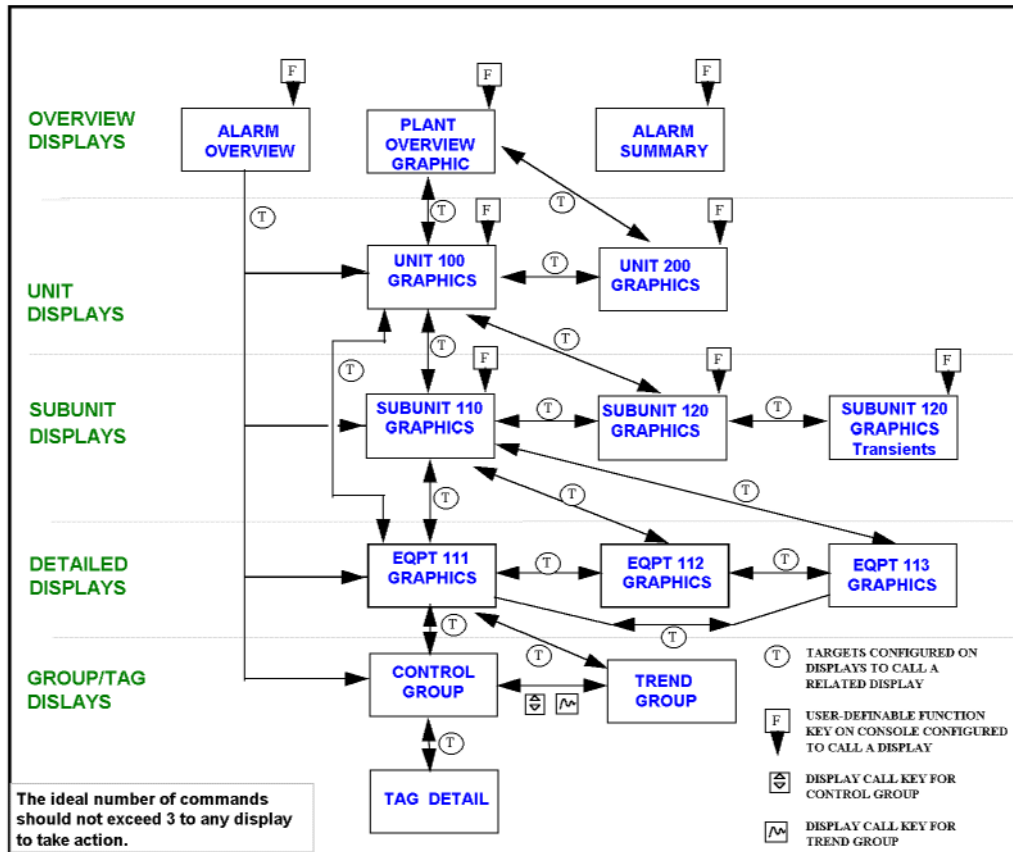 F
F
F
OVERVIEW
DISPLAYS
ALARM
OVERVIEW
PLANT
OVERVIEW
GRAPHIC
ALARM
SUMMARY
T
T
T
F
F
UNIT
DISPLAYS
UNIT 100
GRAPHICS
T
UNIT 200
GRAPHICS
T
T
T
F
F
F
SUBUNIT
DISPLAYS
SUBUNIT 110
GRAPHICS
T
SUBUNIT 120
GRAPHICS
T
SUBUNIT 120
GRAPHICS
Transients
T
T
T
DETAILED
DISPLAYS
EQPT 111
GRAPHICS
T
EQPT 112
GRAPHICS
T
EQPT 113
GRAPHICS
T
T
T
GROUP/TAG
DISLAYS
CONTROL
GROUP
TREND
GROUP
T
TAG DETAIL
T
TARGETS CONFIGURED ON
DISPLAYS TO CALL A
RELATED DISPLAY
F
USER-DEFINABLE FUNCTION
KEY ON CONSOLE CONFIGURED
TO CALL A DISPLAY
DISPLAY CALL KEY FOR
CONTROL GROUP
DISPLAY CALL KEY FOR
TREND GROUP
The ideal number of commands
should not exceed 3 to any display
to take action.